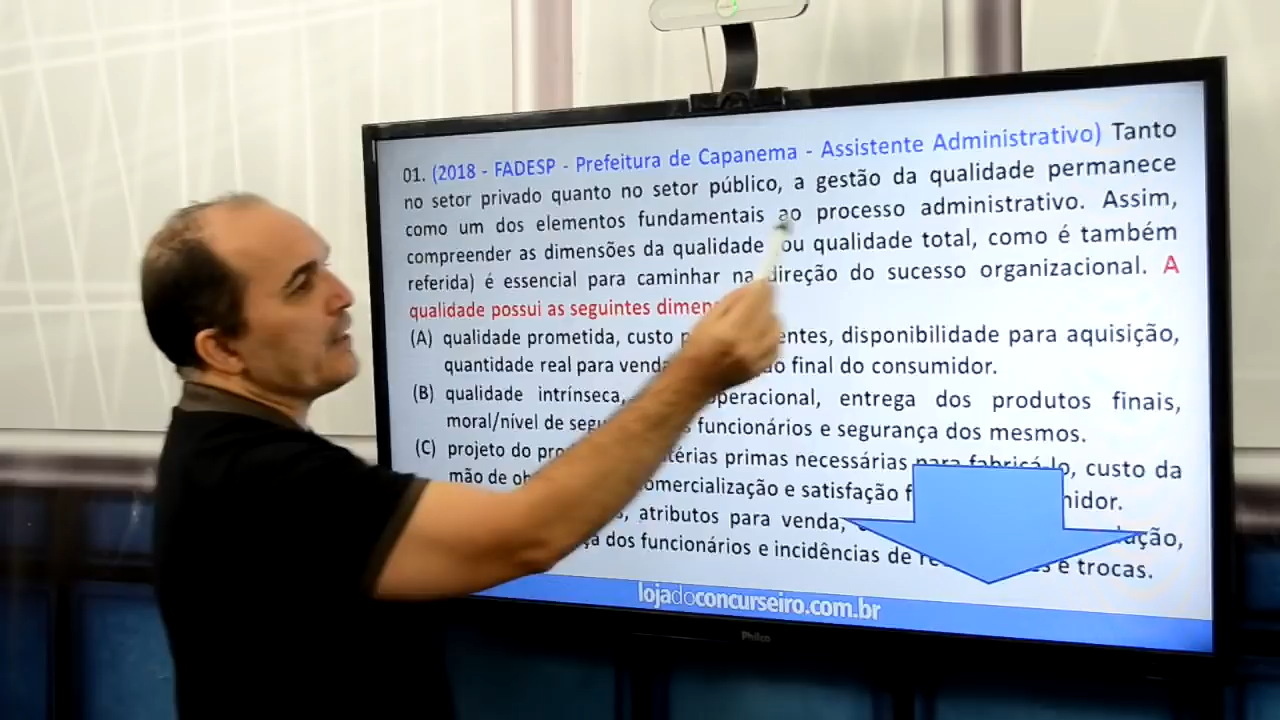 01. (2018 - FADESP - Prefeitura de Capanema - Assistente Administrativo) Tanto
no setor privado quanto no setor público, a gestão da qualidade permanece
como um dos elementos fundamentais ao processo administrativo. Assim,
compreender as dimensões da qualidade ou qualidade total, como é também
referida) é essencial para caminhar na direção do sucesso organizacional. A
qualidade possui as seguintes
(A) qualidade prometida, custo disponibilidade para aquisição,
quantidade real para final do consumidor.
(B) qualidade intrínseca, operacional, entrega dos produtos finais,
moral/nível de funcionários e segurança dos mesmos.
(C) projeto do primas necessárias para fabricá-lo, custo da
mão de comercialização e satisfação
atributos para venda,
dos funcionários e incidências de e trocas.
lojadoconcurseiro.com.br
Philco